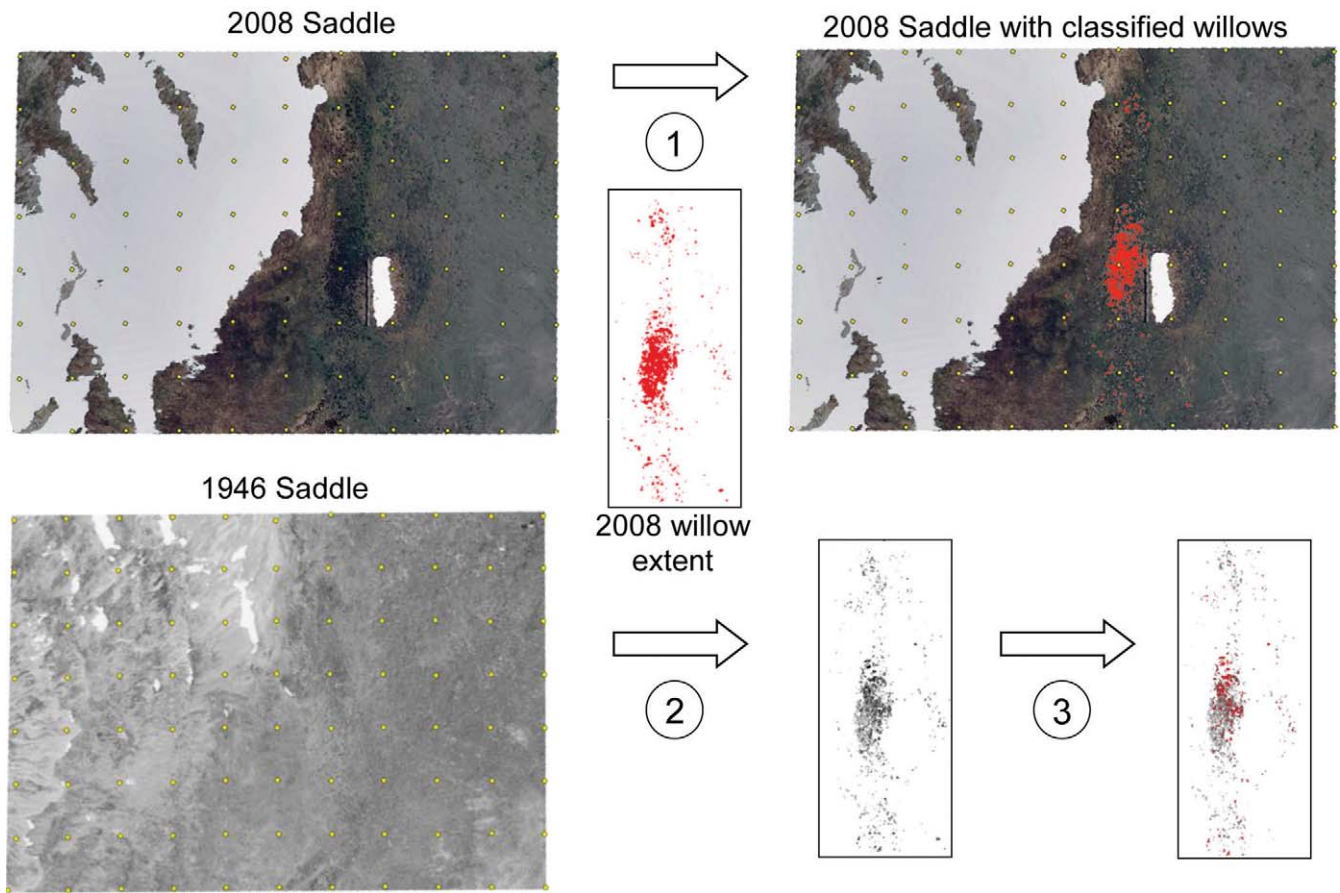 2008 Saddle
2008 Saddle with classified willows
1
2008 willow
extent
1946 Saddle
2
3